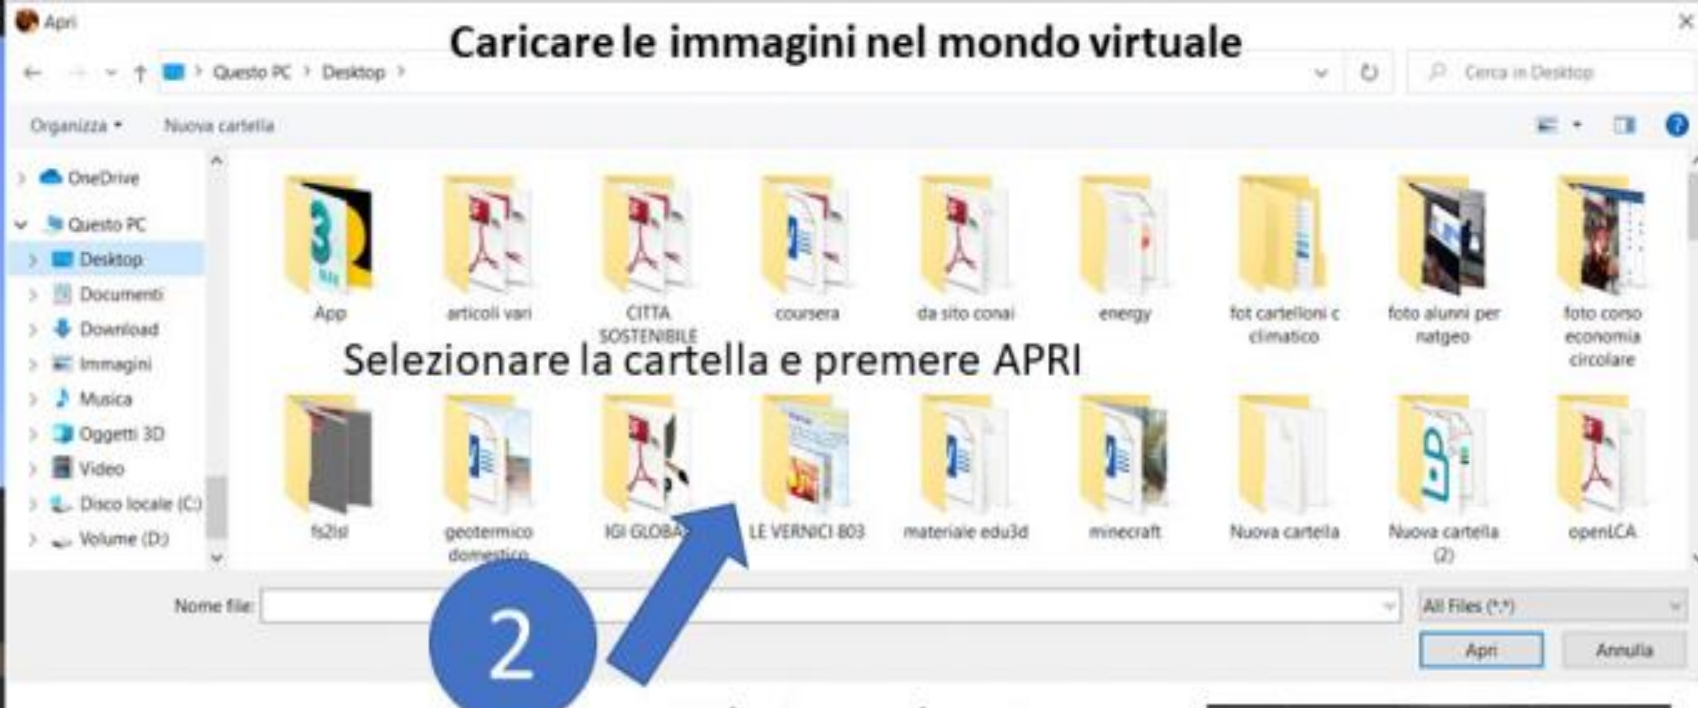 Apri
Caricare le immagini nel mondo virtuale
Questo PC > Desktop >
Cerca in Desktop
Organizza
Nuova cartella
OneDrive
Questo PC
Desktop
Documenti
Download
Immagini
Musica
Oggetti 3D
Video
Disco locale (C:)
Volume (D:)
App
articoli vari
CITTA
SOSTENIBILE
coursera
da sito conai
energy
fot cartelloni c
climatico
foto alunni per
natgeo
foto corso
economia
circolare
Selezionare la cartella e premere APRI
geotermico
domestico
IGI GLOBA
LE VERNICI 803
materiale edu3d
minecraft
Nuova cartella
Nuova cartella
(2)
openLCA
2
Nome file:
All Files (*.*)
Apri
Annulla